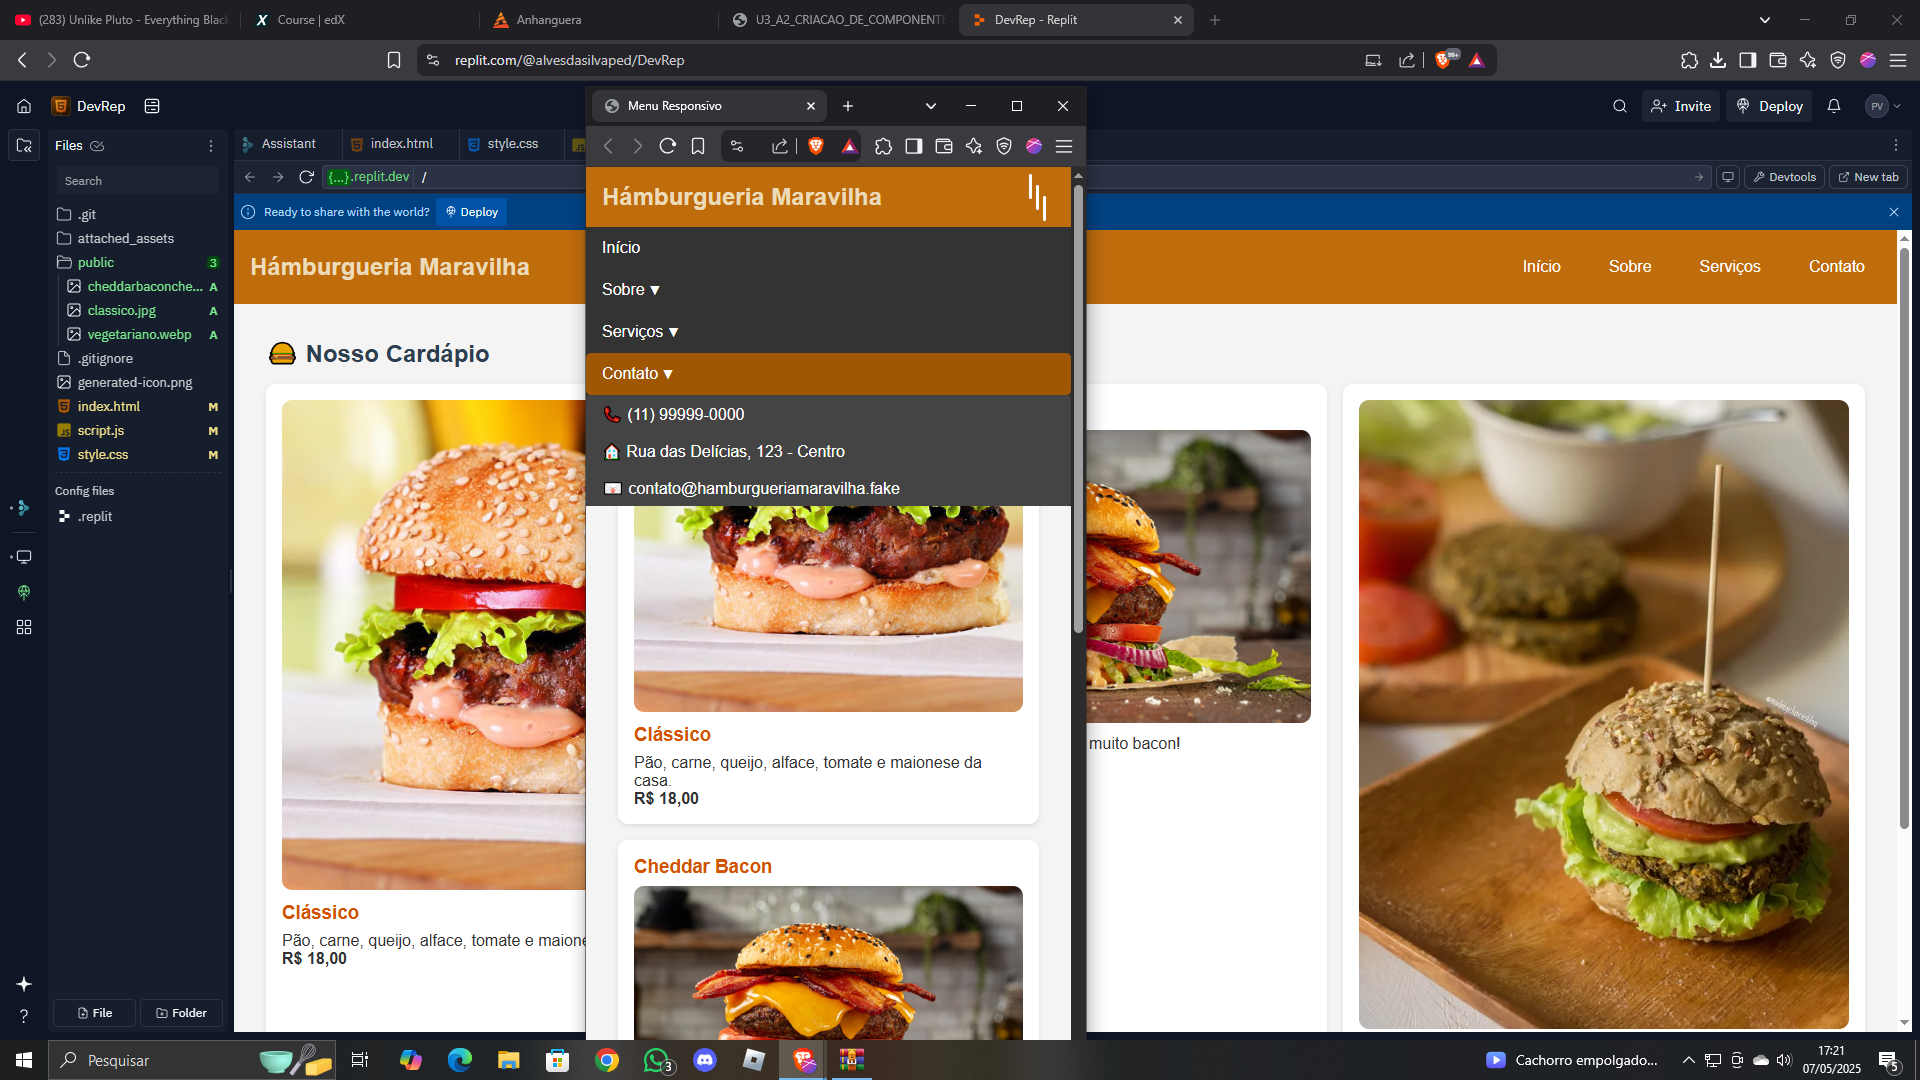 (283) Unlike Pluto - Everything Black
Course | edX
Anhanguera
U3_A2_CRIACAO_DE_COMPONENTE
DevRep - Replit
replit.com/@alvesdasilvaped/DevRep
99+
DevRep
Invite
Deploy
PV
Files
Search
.git
attached_assets
public
3
cheddarbaconche...
A
classico.jpg
A
vegetariano.webp
A
.gitignore
generated-icon.png
index.html
M
script.js
M
style.css
M
Config files
.replit
File
Folder
Assistant
index.html
style.css
JS
{...}.replit.dev
/
Devtools
New tab
Ready to share with the world?
Deploy
Hámburgueria Maravilha
Início
Sobre
Serviços
Contato
🍔 Nosso Cardápio
Clássico
Pão, carne, queijo, alface, tomate e maione
R$ 18,00
muito bacon!
Menu Responsivo
Hámburgueria Maravilha
Início
Sobre ▼
Serviços ▼
Contato ▼
📞 (11) 99999-0000
🏠 Rua das Delícias, 123 - Centro
📧 contato@hamburgueriamaravilha.fake
Clássico
Pão, carne, queijo, alface, tomate e maionese da
casa.
R$ 18,00
Cheddar Bacon
Pesquisar
3
Cachorro empolgado...
17:21
07/05/2025
5